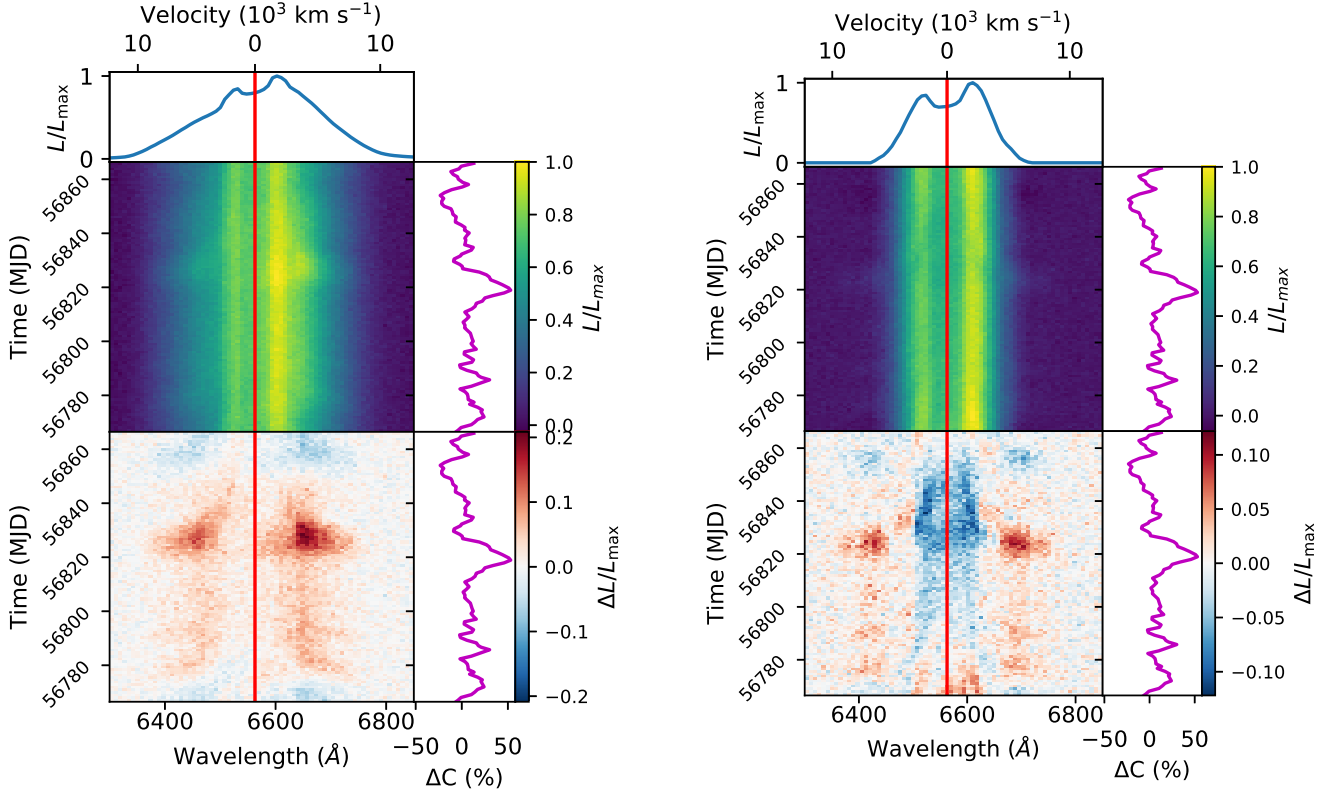 Velocity (10³ km s⁻¹)
10 0 10
L/Lmax
1
0
Time (MJD)
56860
56840
56820
56800
56780
1.0
0.8
0.6
0.4
0.2
0.0
L/Lmax
Time (MJD)
56860
56840
56820
56800
56780
0.2
0.1
0.0
−0.1
−0.2
ΔL/Lmax
6400 6600 6800
Wavelength (Å)
−50 0 50
ΔC (%)
Velocity (10³ km s⁻¹)
10 0 10
L/Lmax
1
0
Time (MJD)
56860
56840
56820
56800
56780
1.0
0.8
0.6
0.4
0.2
0.0
L/Lmax
Time (MJD)
56860
56840
56820
56800
56780
0.10
0.05
0.00
−0.05
−0.10
ΔL/Lmax
6400 6600 6800
Wavelength (Å)
−50 0 50
ΔC (%)